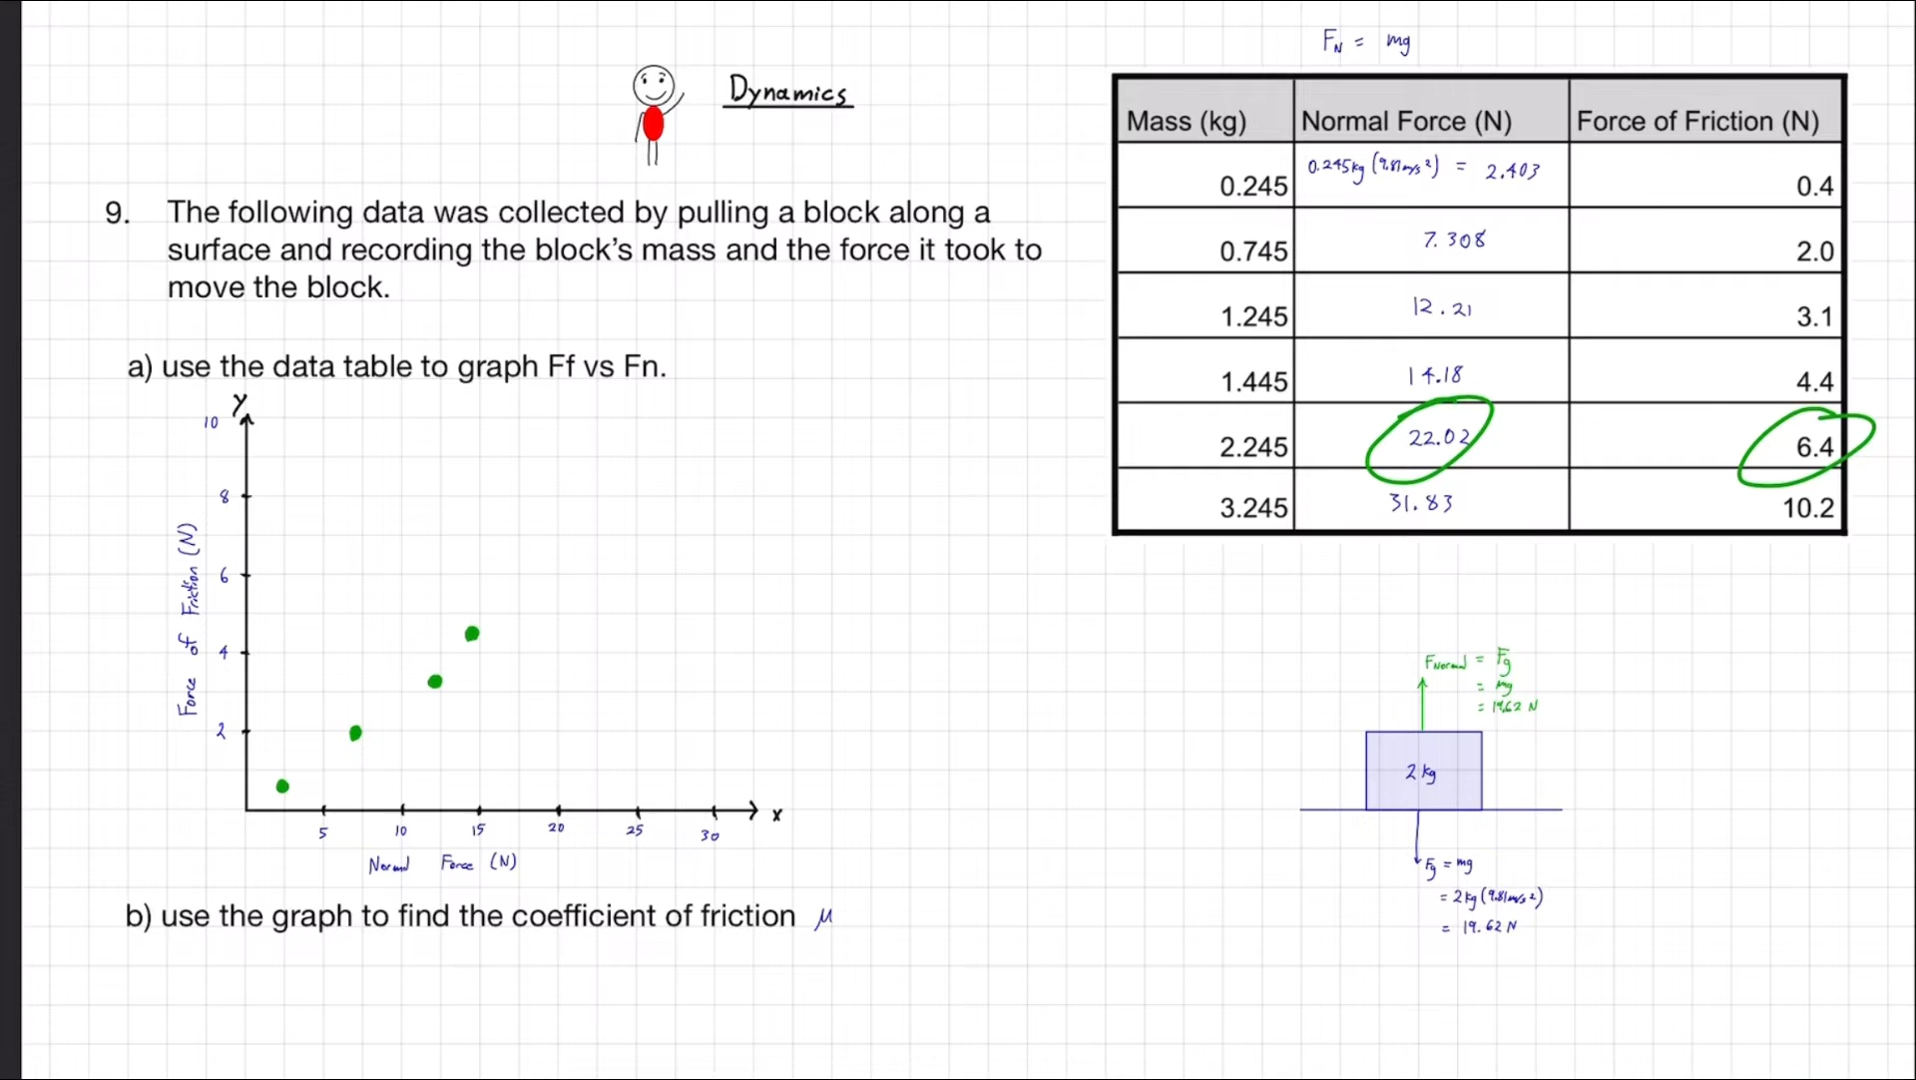 F_N = mg
Dynamics
Mass (kg) Normal Force (N) Force of Friction (N)
0.245 0.245kg (9.81m/s²) = 2.403 0.4
0.745 7.308 2.0
1.245 12.21 3.1
1.445 14.18 4.4
2.245 22.02 6.4
3.245 31.83 10.2
9. The following data was collected by pulling a block along a
surface and recording the block's mass and the force it took to
move the block.
a) use the data table to graph Ff vs Fn.
y
10
8
6
4
2
Force of Friction (N)
x
5 10 15 20 25 30
Normal Force (N)
b) use the graph to find the coefficient of friction μ
F_Normal = Fg
= mg
= 19.62 N
2 kg
Fg = mg
= 2 kg (9.81m/s²)
= 19.62 N